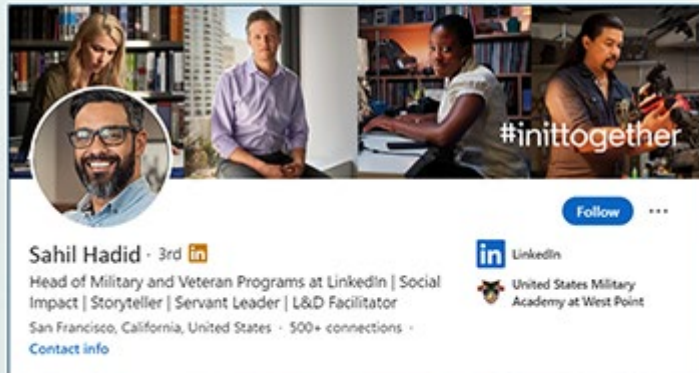 #inittogether
Follow
Sahil Hadid · 3rd in
in LinkedIn
Head of Military and Veteran Programs at LinkedIn | Social
Impact | Storyteller | Servant Leader | L&D Facilitator
United States Military
Academy at West Point
San Francisco, California, United States · 500+ connections ·
Contact info